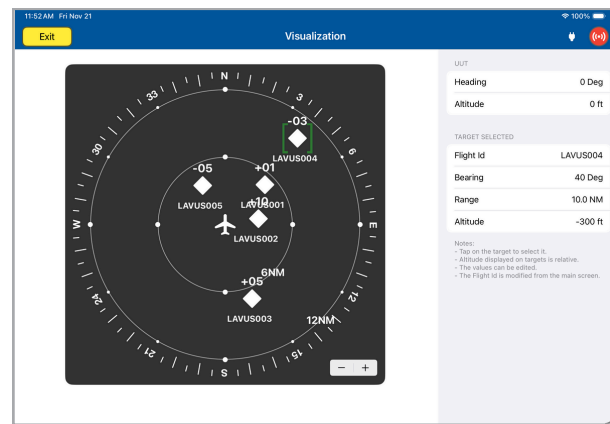 11:52 AM Fri Nov 21
100%
Exit
Visualization
N
3
6
E
12
15
S
21
24
W
30
33
-03
LAVUS004
-05
+01
LAVUS005
LAVUS001
+10
LAVUS002
6NM
+05
LAVUS003
12NM
− +
UUT
Heading 0 Deg
Altitude 0 ft
TARGET SELECTED
Flight Id LAVUS004
Bearing 40 Deg
Range 10.0 NM
Altitude -300 ft
Notes:
- Tap on the target to select it.
- Altitude displayed on targets is relative.
- The values can be edited.
- The Flight Id is modified from the main screen.